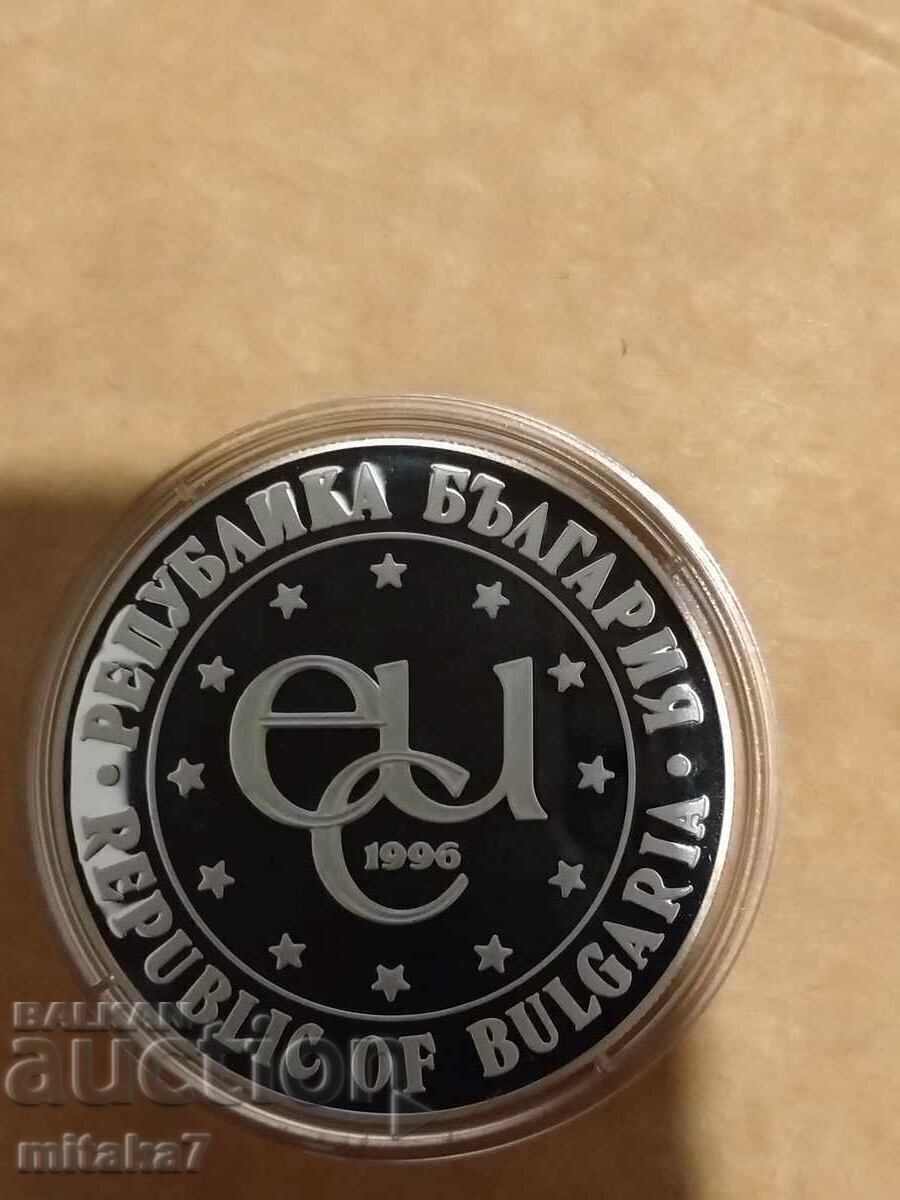 • РЕПУБЛИКА БЪЛГАРИЯ •
ecu
1996
REPUBLIC OF BULGARIA
BALKAN
auction
mitaka7